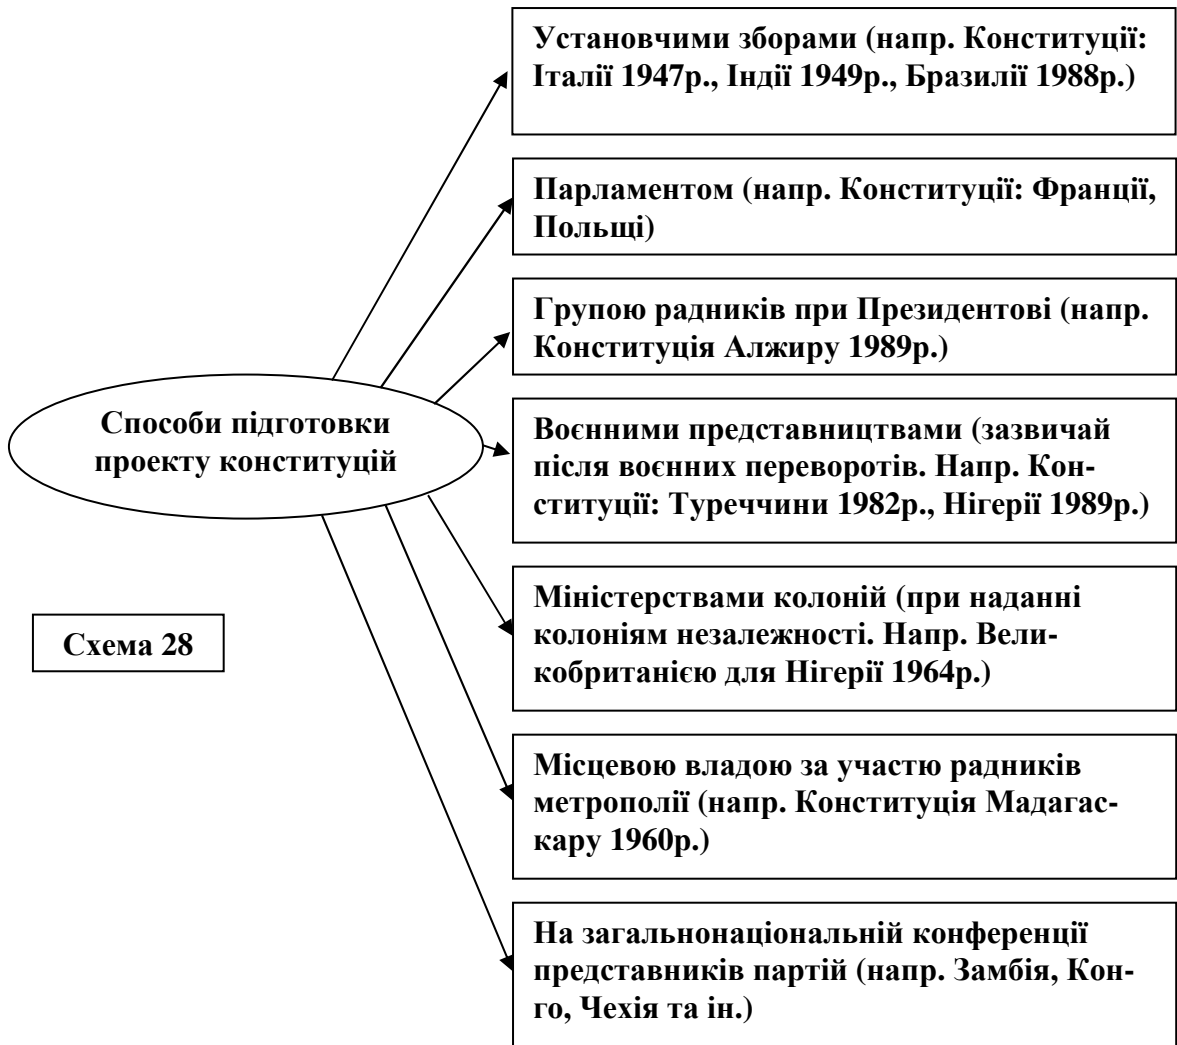 Установчими зборами (напр. Конституції:
Італії 1947р., Індії 1949р., Бразилії 1988р.)
Парламентом (напр. Конституції: Франції,
Польщі)
Групою радників при Президентові (напр.
Конституція Алжиру 1989р.)
Способи підготовки
проекту конституцій
Воєнними представництвами (зазвичай
після воєнних переворотів. Напр. Кон-
ституції: Туреччини 1982р., Нігерії 1989р.)
Міністерствами колоній (при наданні
колоніям незалежності. Напр. Вели-
кобританією для Нігерії 1964р.)
Схема 28
Місцевою владою за участю радників
метрополії (напр. Конституція Мадагас-
кару 1960р.)
На загальнонаціональній конференції
представників партій (напр. Замбія, Кон-
го, Чехія та ін.)